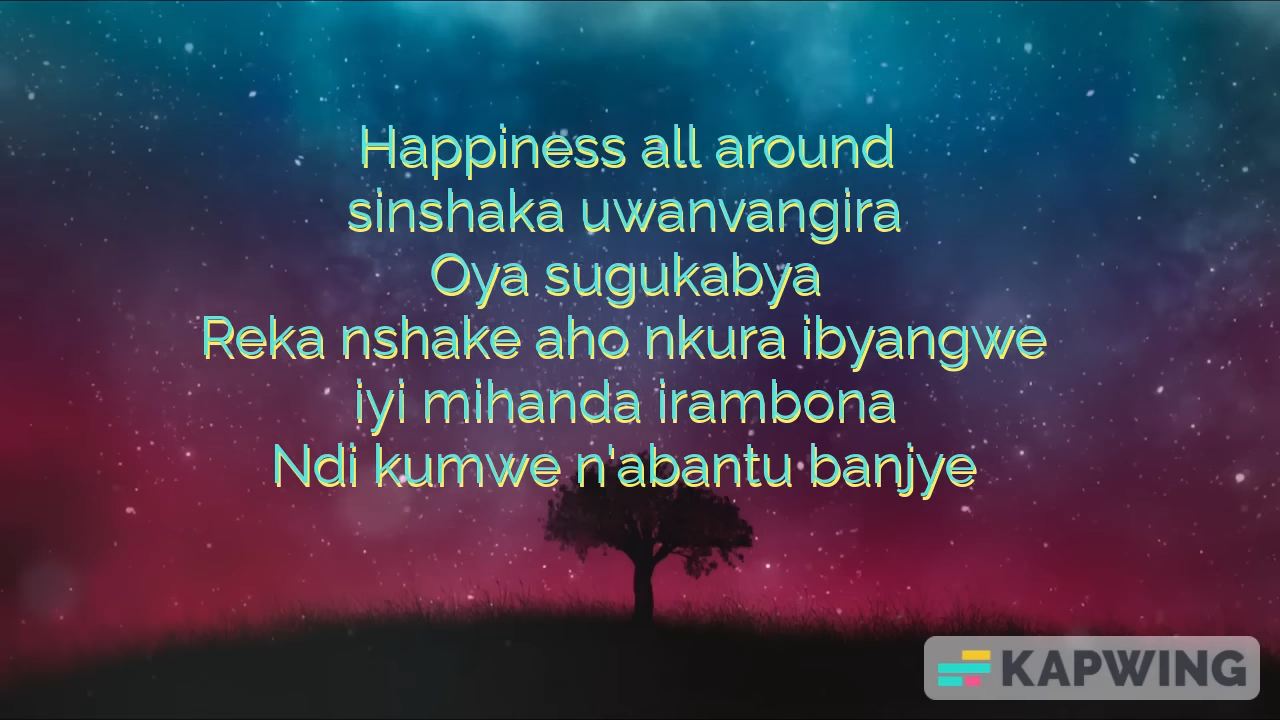 Happiness all around
sinshaka uwanvangira
Oya sugukabya
Reka nshake aho nkura ibyangwe
iyi mihanda irambona
Ndi kumwe n'abantu banjye
KAPWING